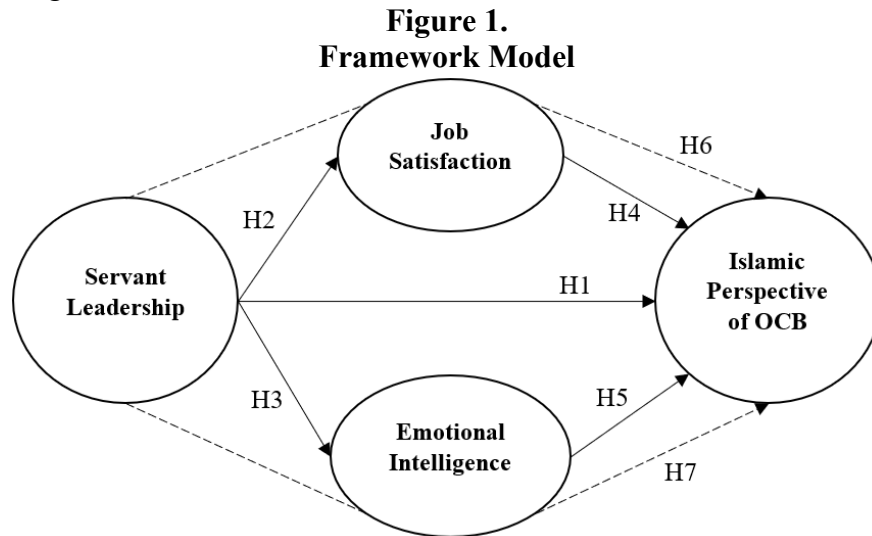 Figure 1.
Framework Model
Job
Satisfaction
H6
H2
H4
Servant
Leadership
H1
Islamic
Perspective
of OCB
H3
H5
Emotional
Intelligence
H7